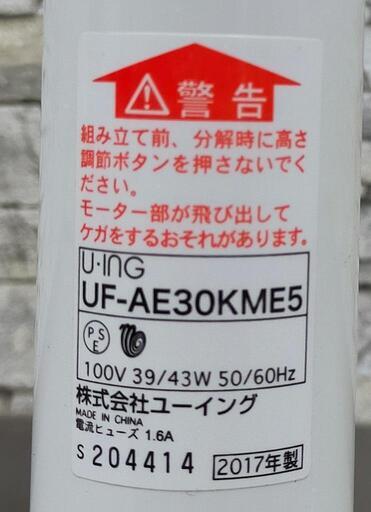 警告
組み立て前、分解時に高さ
調節ボタンを押さないでく
ださい。
モーター部が飛び出して
ケガをするおそれがあります。
U·ING
UF-AE30KME5
PSE
100V 39/43W 50/60Hz
株式会社ユーイング
MADE IN CHINA
電流ヒューズ 1.6A
S 204414 2017年製